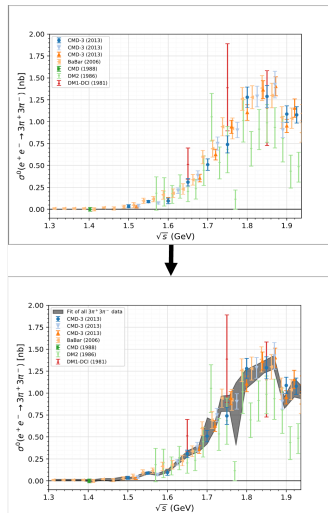 2.00
1.75
1.50
1.25
1.00
0.75
0.50
0.25
0.00
σ⁰(e⁺e⁻→3π⁺3π⁻) [nb]
CMD-3 (2013)
CMD-3 (2013)
CMD-3 (2013)
BaBar (2006)
CMD (1988)
DM2 (1986)
DM1-DCI (1981)
1.3 1.4 1.5 1.6 1.7 1.8 1.9
√s (GeV)
2.00
1.75
1.50
1.25
1.00
0.75
0.50
0.25
0.00
σ⁰(e⁺e⁻→3π⁺3π⁻) [nb]
Fit of all 3π⁺3π⁻ data
CMD-3 (2013)
CMD-3 (2013)
CMD-3 (2013)
BaBar (2006)
CMD (1988)
DM2 (1986)
DM1-DCI (1981)
1.3 1.4 1.5 1.6 1.7 1.8 1.9
√s (GeV)